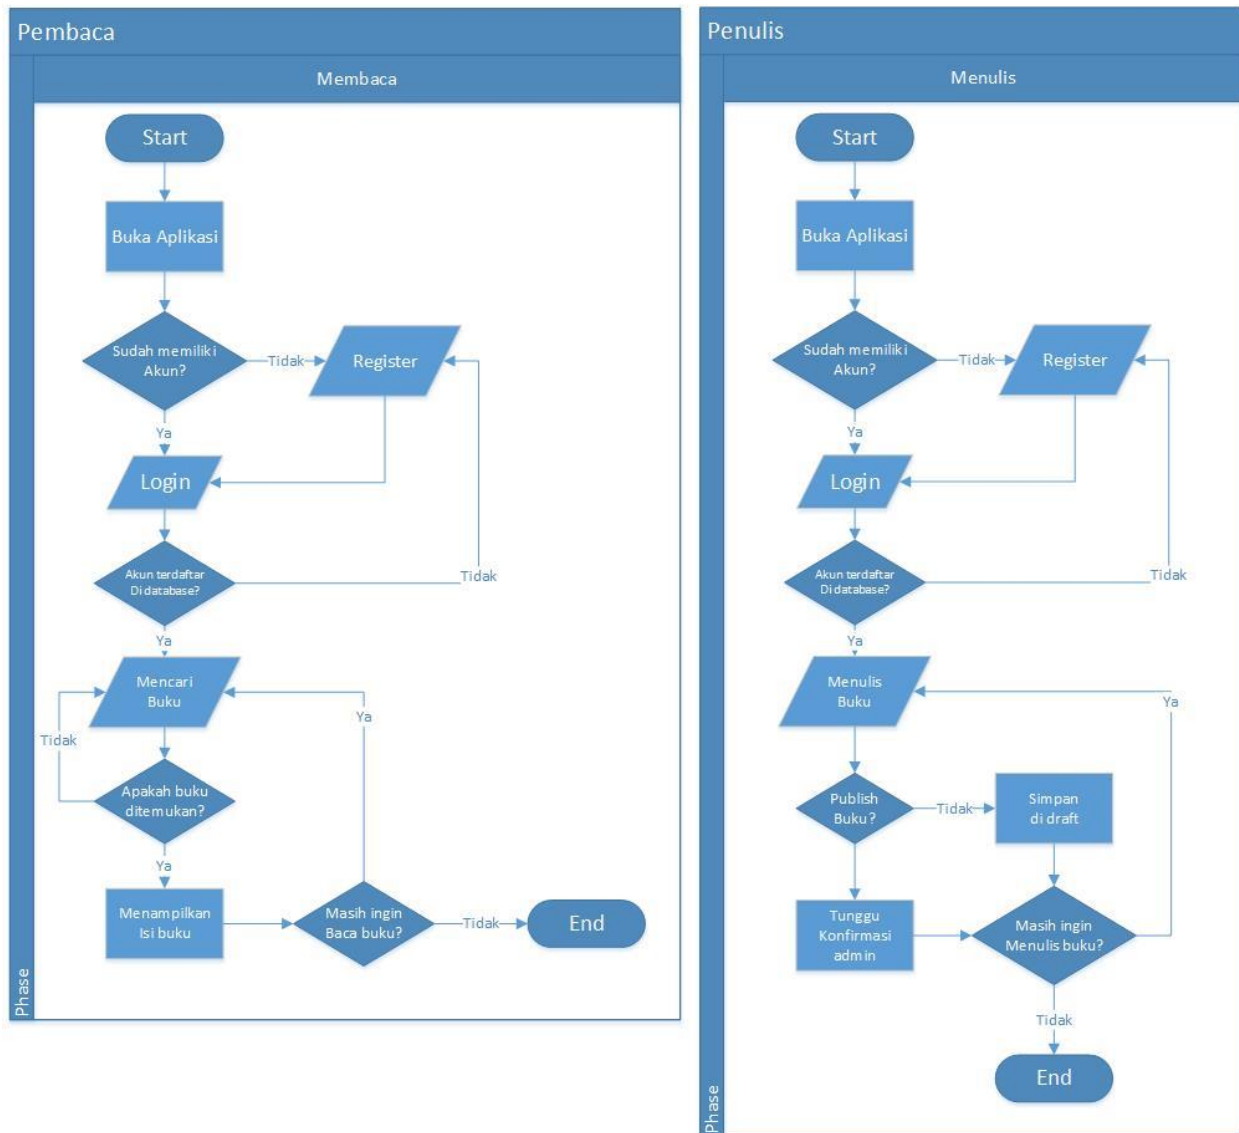 Pembaca
Membaca
Start
Buka Aplikasi
Sudah memiliki
Akun?
Tidak
Register
Ya
Login
Akun terdaftar
Di database?
Tidak
Ya
Mencari
Buku
Ya
Tidak
Apakah buku
ditemukan?
Ya
Menampilkan
Isi buku
Masih ingin
Baca buku?
Tidak
End
Phase
Penulis
Menulis
Start
Buka Aplikasi
Sudah memiliki
Akun?
Tidak
Register
Ya
Login
Akun terdaftar
Di database?
Tidak
Ya
Menulis
Buku
Ya
Publish
Buku?
Tidak
Simpan
di draft
Tunggu
Konfirmasi
admin
Masih ingin
Menulis buku?
Tidak
End
Phase